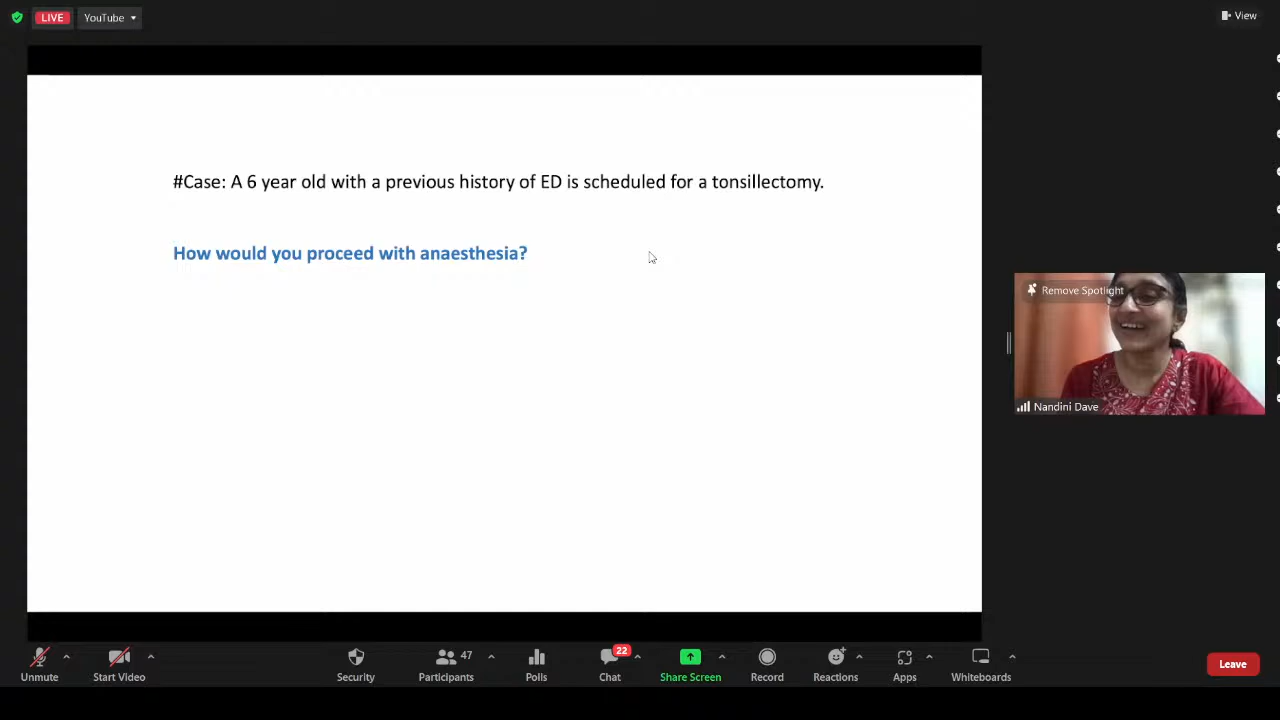 LIVE
YouTube
View
#Case: A 6 year old with a previous history of ED is scheduled for a tonsillectomy.
How would you proceed with anaesthesia?
Remove Spotlight
Nandini Dave
47
22
Unmute
Start Video
Security
Participants
Polls
Chat
Share Screen
Record
Reactions
Apps
Whiteboards
Leave